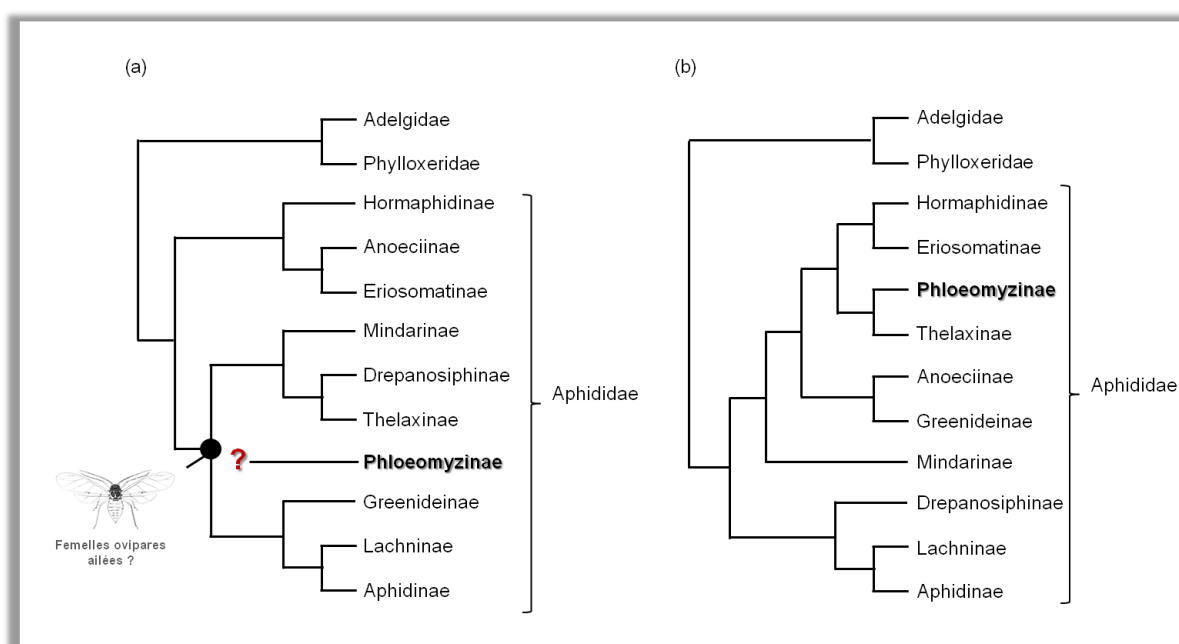 (a)
Adelgidae
Phylloxeridae
Hormaphidinae
Anoeciinae
Eriosomatinae
Mindarinae
Drepanosiphinae
Thelaxinae
? Phloeomyzinae
Greenideinae
Lachninae
Aphidinae
Aphididae
Femelles ovipares
ailées ?
(b)
Adelgidae
Phylloxeridae
Hormaphidinae
Eriosomatinae
Phloeomyzinae
Thelaxinae
Anoeciinae
Greenideinae
Mindarinae
Drepanosiphinae
Lachninae
Aphidinae
Aphididae